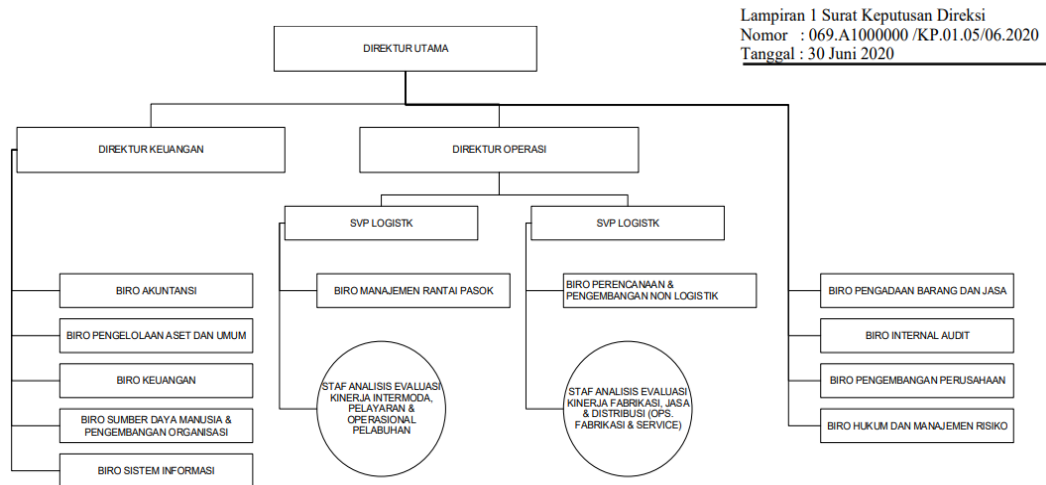 Lampiran 1 Surat Keputusan Direksi
Nomor : 069.A1000000 /KP.01.05/06.2020
Tanggal : 30 Juni 2020
DIREKTUR UTAMA
DIREKTUR KEUANGAN
DIREKTUR OPERASI
SVP LOGISTK
SVP LOGISTK
BIRO AKUNTANSI
BIRO PENGELOLAAN ASET DAN UMUM
BIRO KEUANGAN
BIRO SUMBER DAYA MANUSIA &
PENGEMBANGAN ORGANISASI
BIRO SISTEM INFORMASI
BIRO MANAJEMEN RANTAI PASOK
STAF ANALISIS EVALUASI
KINERJA INTERMODA,
PELAYARAN &
OPERASIONAL
PELABUHAN
BIRO PERENCANAAN &
PENGEMBANGAN NON LOGISTIK
STAF ANALISIS EVALUASI
KINERJA FABRIKASI, JASA
& DISTRIBUSI (OPS.
FABRIKASI & SERVICE)
BIRO PENGADAAN BARANG DAN JASA
BIRO INTERNAL AUDIT
BIRO PENGEMBANGAN PERUSAHAAN
BIRO HUKUM DAN MANAJEMEN RISIKO